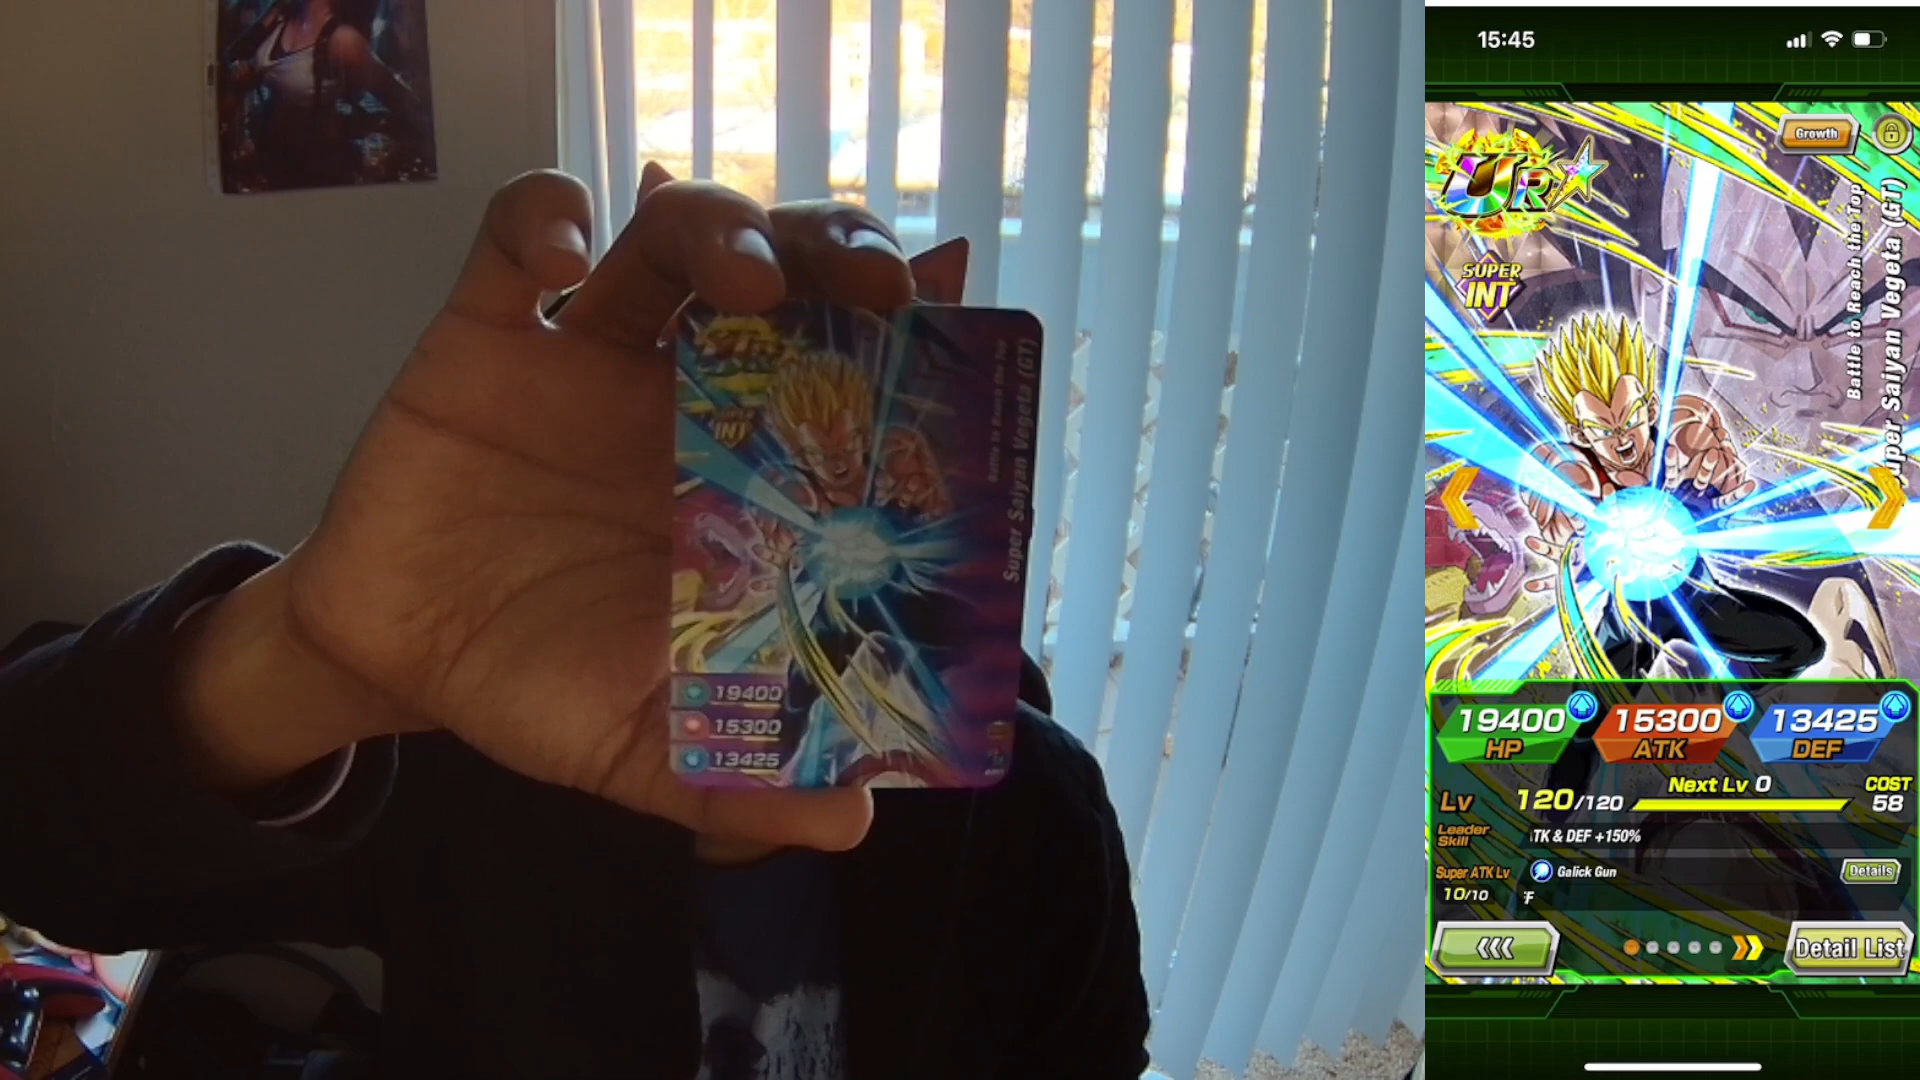 UR
SUPER
INT
Battle to Reach the Top
Super Saiyan Vegeta (GT)
19400
15300
13425
15:45
Growth
UR
SUPER
INT
Battle to Reach the Top
uper Saiyan Vegeta (GT)
19400
HP
15300
ATK
13425
DEF
Lv
120/120
Next Lv 0
COST
58
Leader
Skill
TK & DEF +150%
Super ATK Lv
10/10
Galick Gun
Details
Detail List